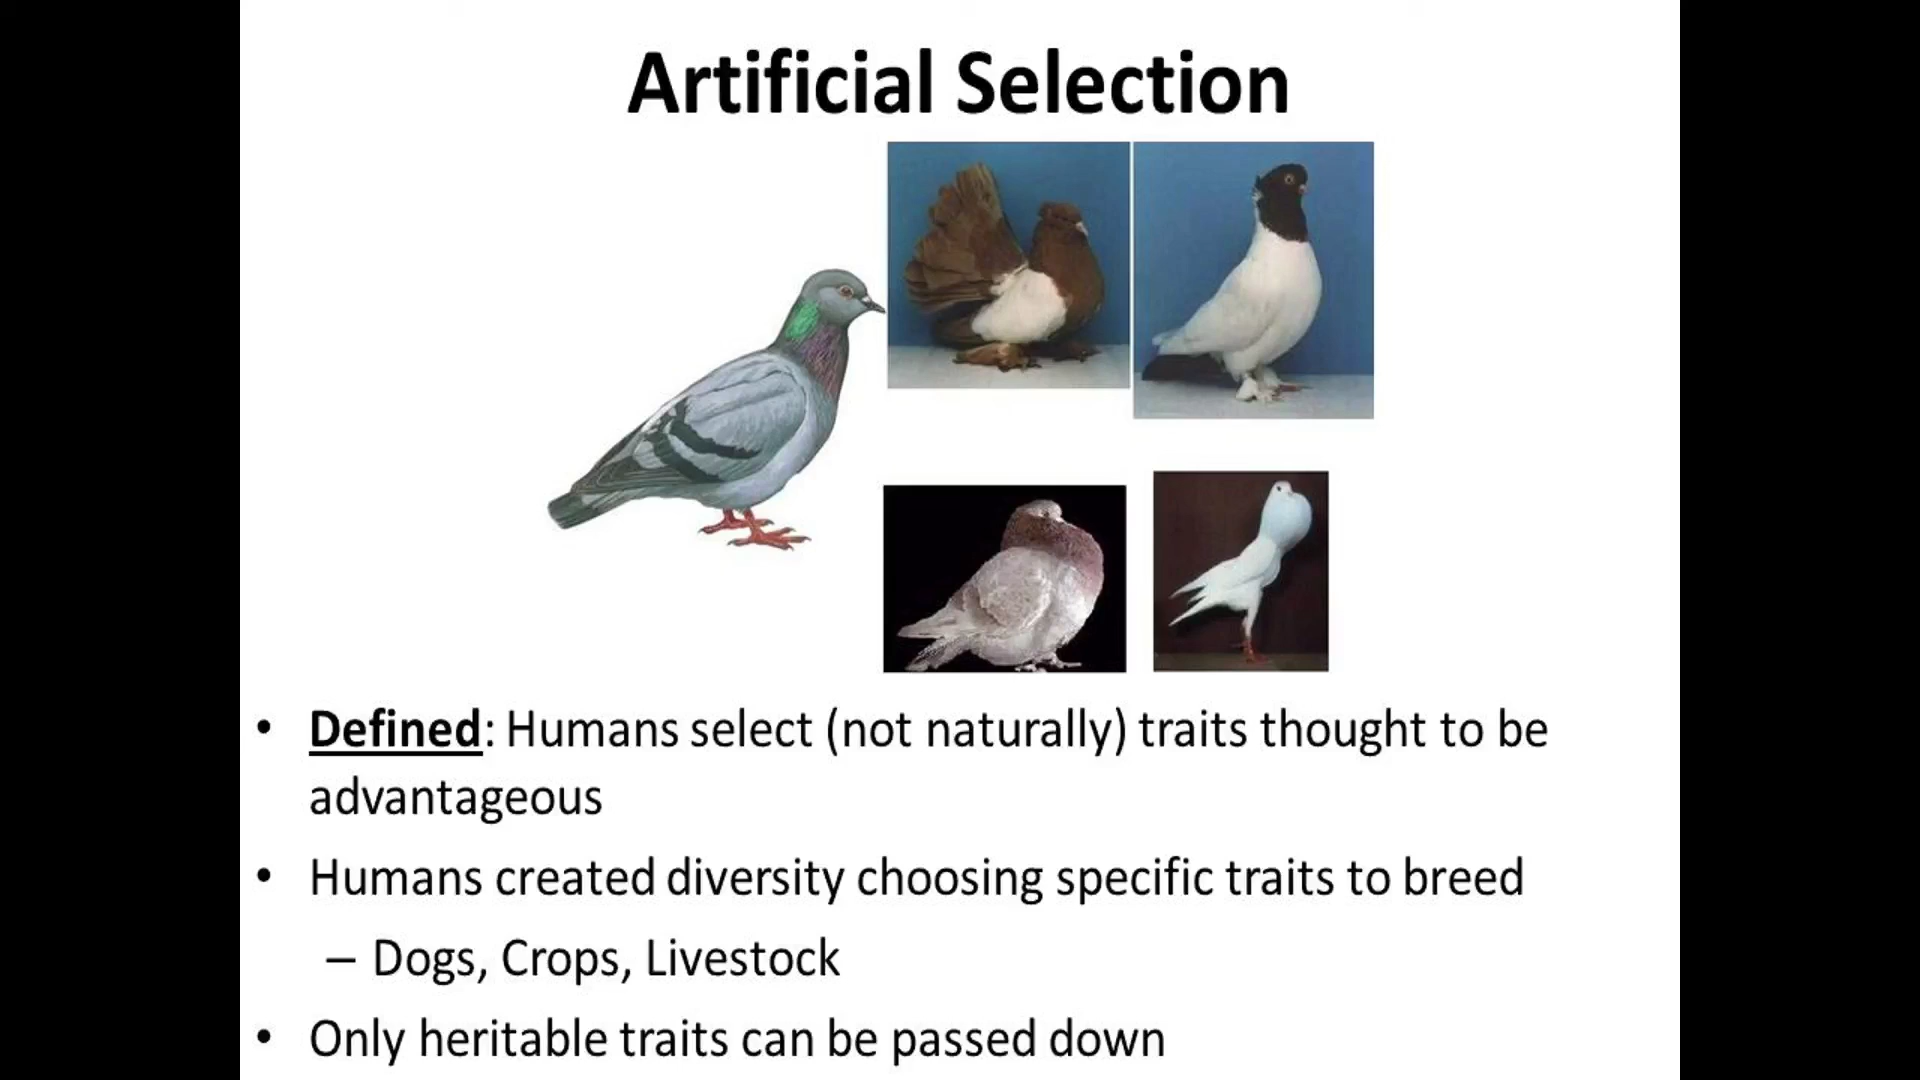 Artificial Selection
• Defined: Humans select (not naturally) traits thought to be
advantageous
• Humans created diversity choosing specific traits to breed
– Dogs, Crops, Livestock
• Only heritable traits can be passed down